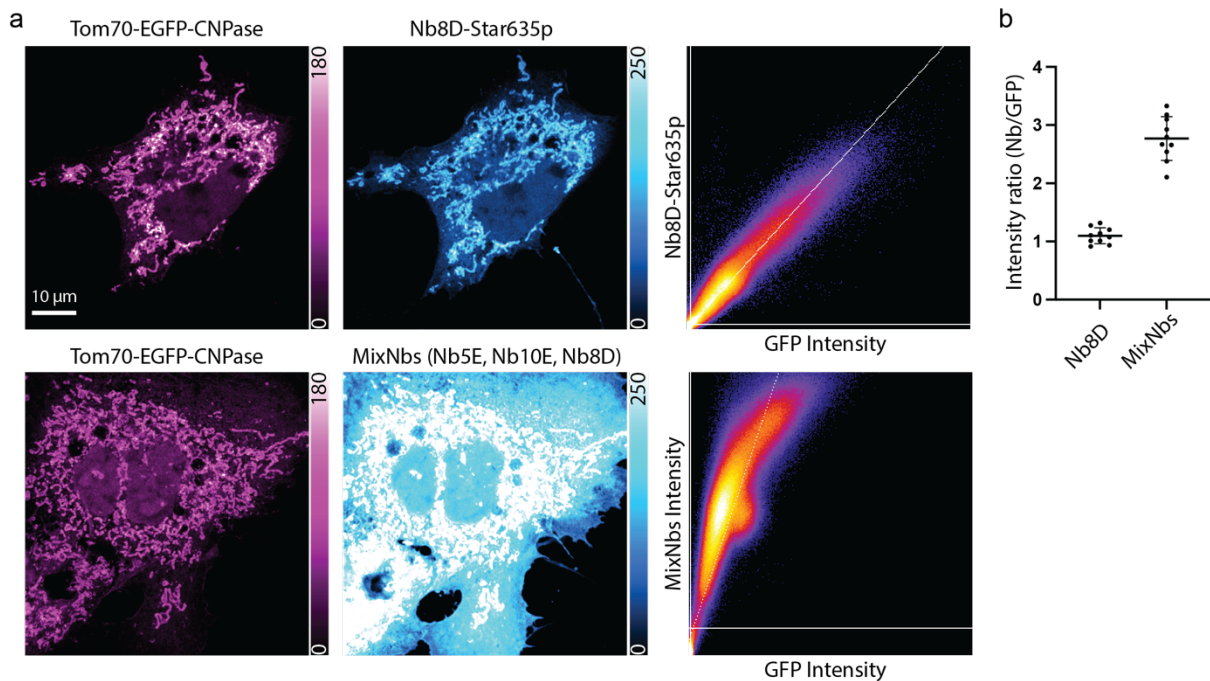 a
b
Tom70-EGFP-CNPase
Nb8D-Star635p
180
0
250
0
10 µm
Nb8D-Star635p
GFP Intensity
Intensity ratio (Nb/GFP)
4
3
2
1
0
Nb8D
MixNbs
Tom70-EGFP-CNPase
MixNbs (Nb5E, Nb10E, Nb8D)
180
0
250
0
MixNbs Intensity
GFP Intensity